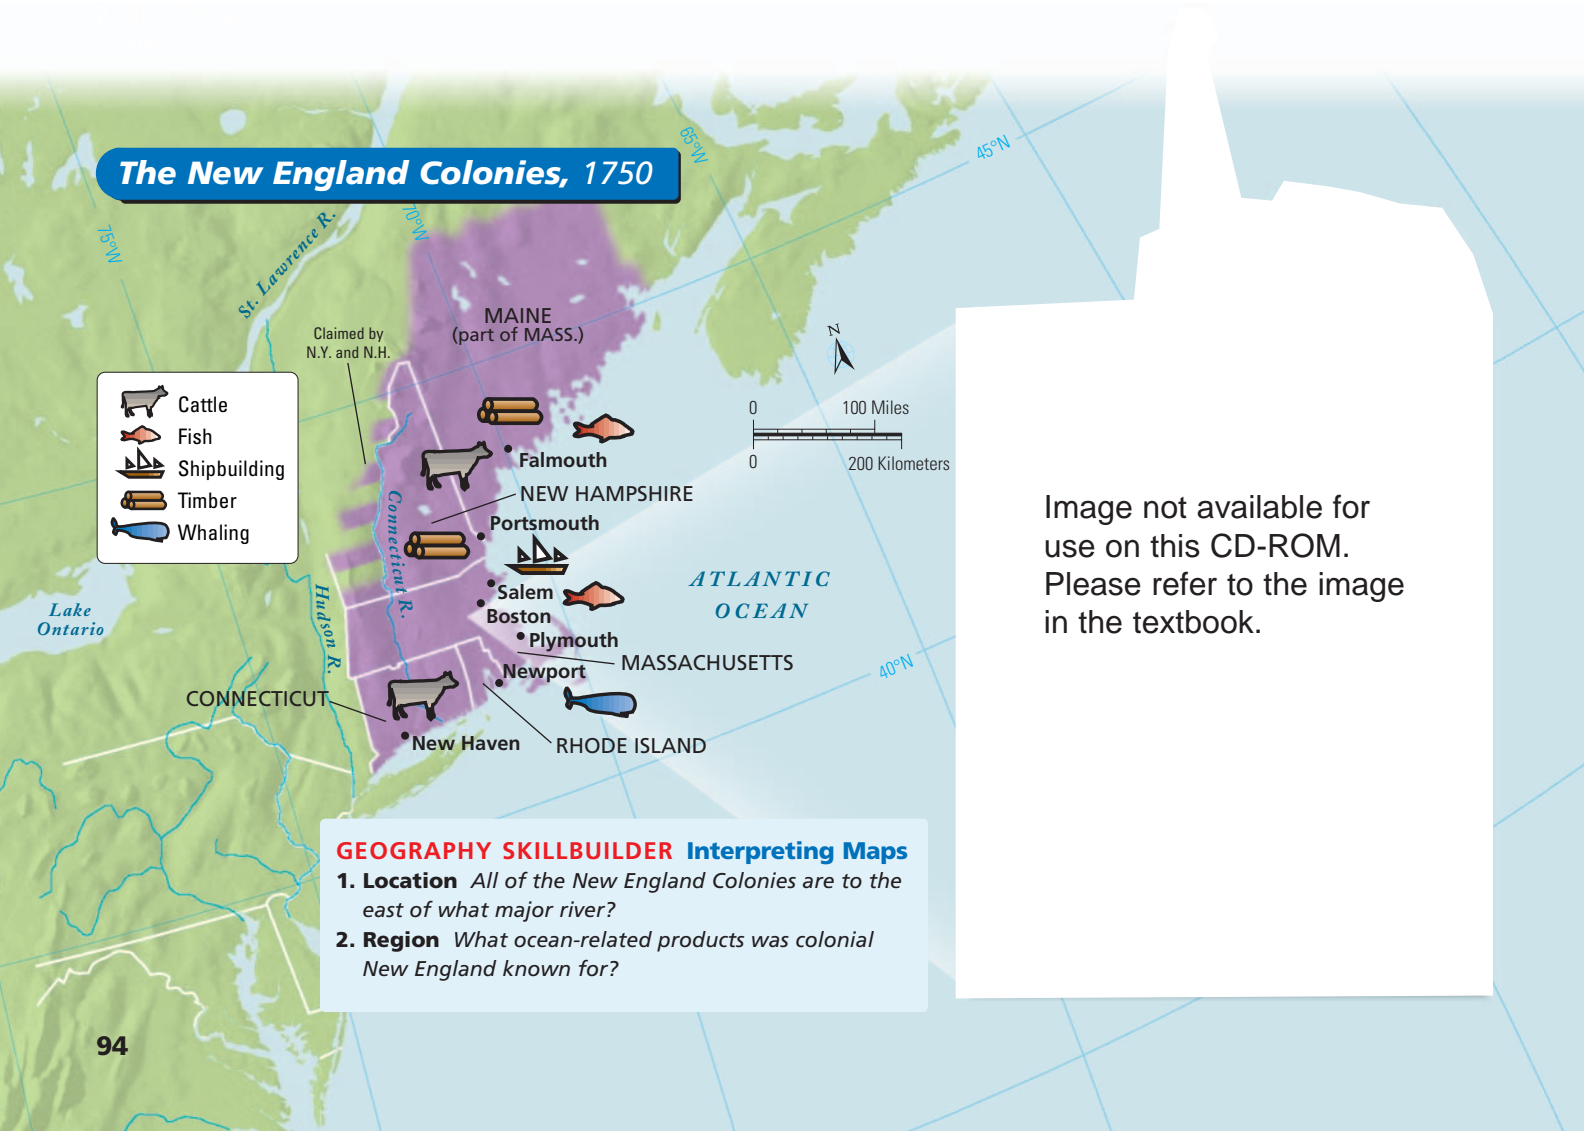 The New England Colonies, 1750
65°W
45°N
70°W
75°W
St. Lawrence R.
MAINE
(part of MASS.)
Claimed by
N.Y. and N.H.
N
Cattle
Fish
Shipbuilding
Timber
Whaling
0 100 Miles
0 200 Kilometers
Falmouth
NEW HAMPSHIRE
Connecticut R.
Portsmouth
Salem
Boston
Plymouth
MASSACHUSETTS
Newport
ATLANTIC
OCEAN
40°N
Lake
Ontario
Hudson R.
CONNECTICUT
New Haven
RHODE ISLAND
Image not available for
use on this CD-ROM.
Please refer to the image
in the textbook.
GEOGRAPHY SKILLBUILDER Interpreting Maps
1. Location All of the New England Colonies are to the
east of what major river?
2. Region What ocean-related products was colonial
New England known for?
94